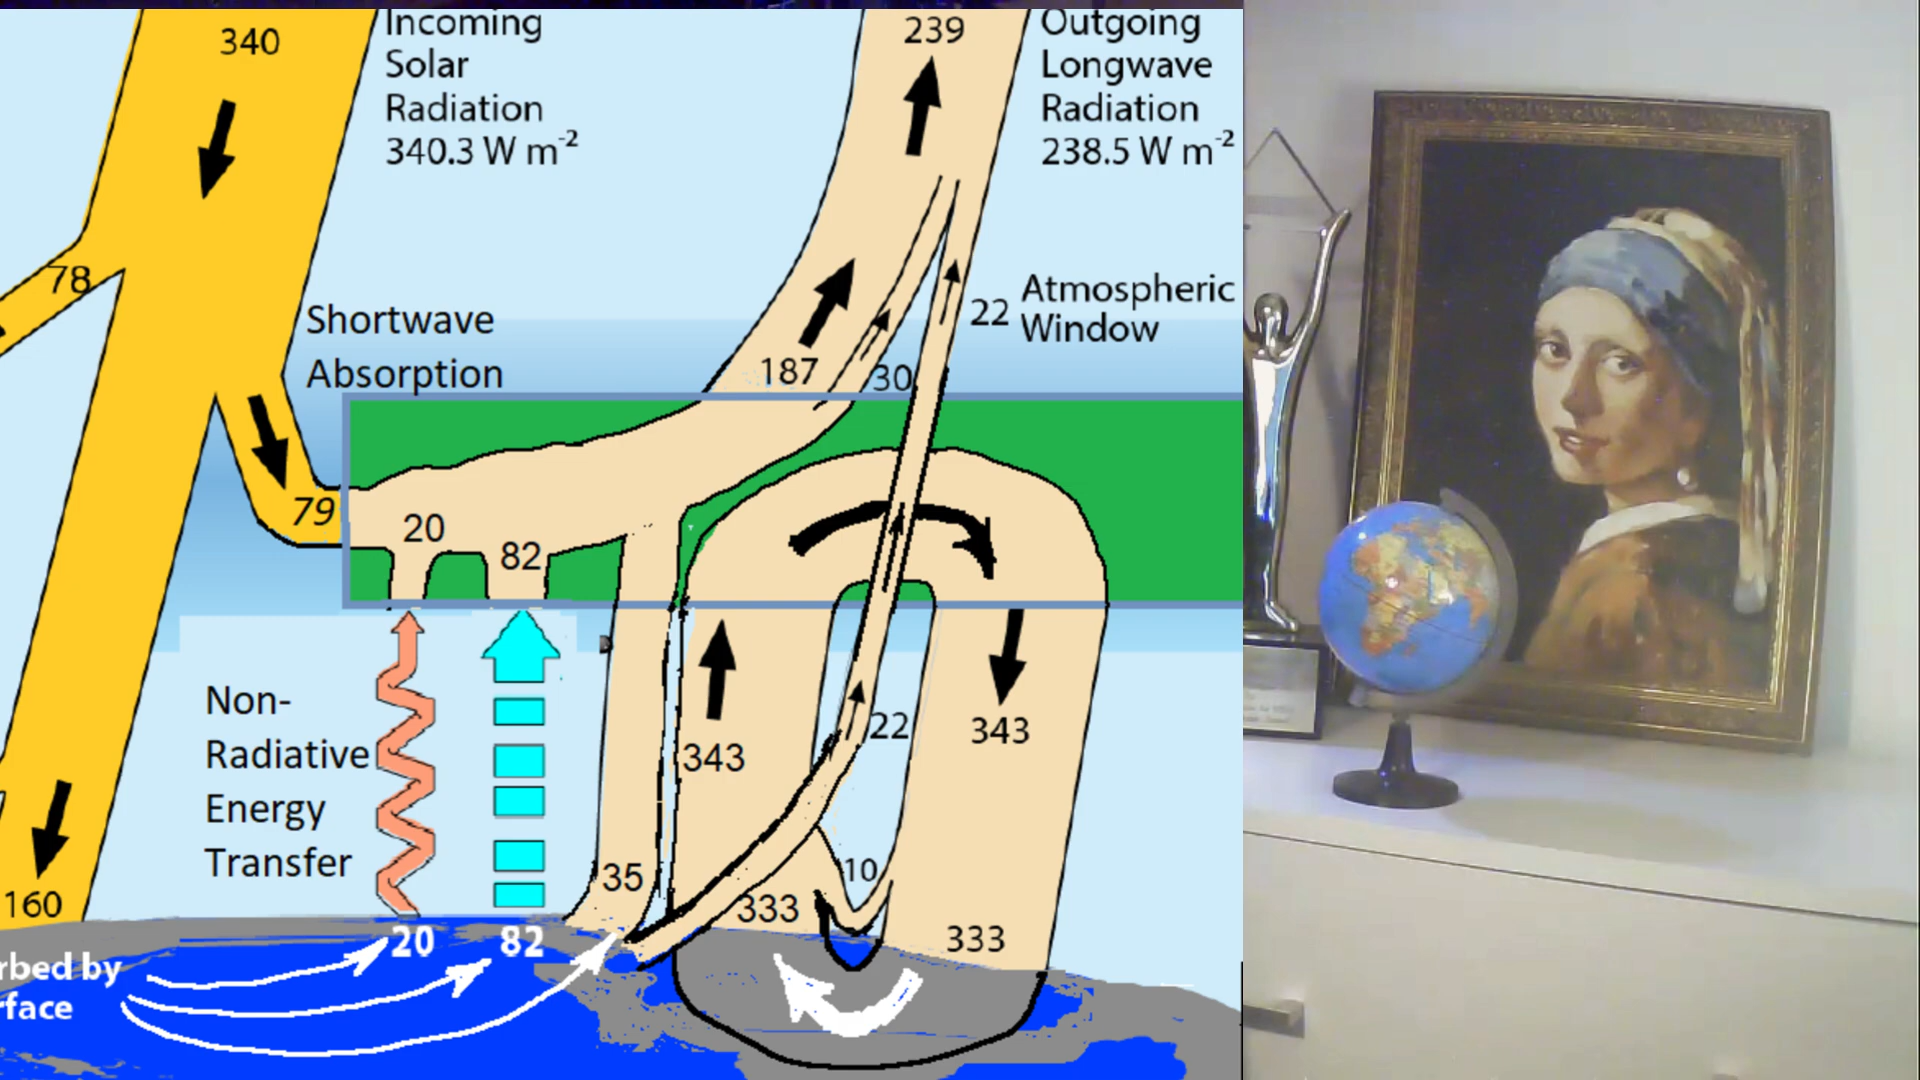 340
Incoming
Solar
Radiation
340.3 W m-2
239
Outgoing
Longwave
Radiation
238.5 W m-2
78
Shortwave
Absorption
187
30
22
Atmospheric
Window
79
20
82
Non-
Radiative
Energy
Transfer
343
22
343
35
10
160
333
333
20
82
rbed by
rface